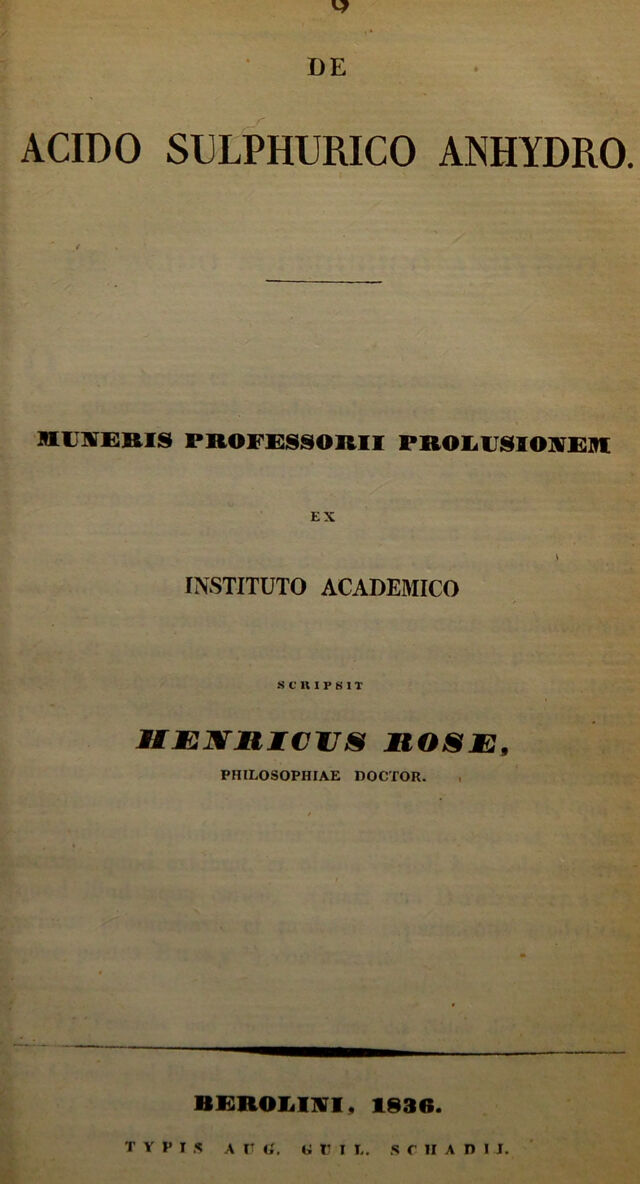 9
DE
ACIDO SULPHURICO ANHYDRO.
MUNERIS PROFESSORII PROLUSIONEM
EX
INSTITUTO ACADEMICO
SCRIPSIT
HENRICUS ROSE,
PHILOSOPHIAE DOCTOR.
BEROLINI, 1836.
TYPIS AUG. GUIL. SCHADII.